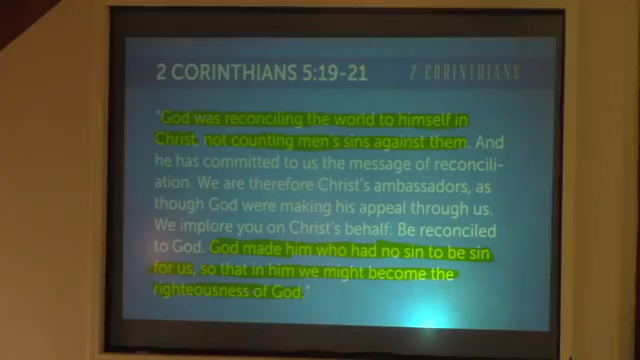 2 CORINTHIANS 5:19-21
2 CORINTHIANS
"God was reconciling the world to himself in
Christ, not counting men's sins against them. And
he has committed to us the message of reconcili-
ation. We are therefore Christ's ambassadors, as
though God were making his appeal through us.
We implore you on Christ's behalf: Be reconciled
to God. God made him who had no sin to be sin
for us, so that in him we might become the
righteousness of God."